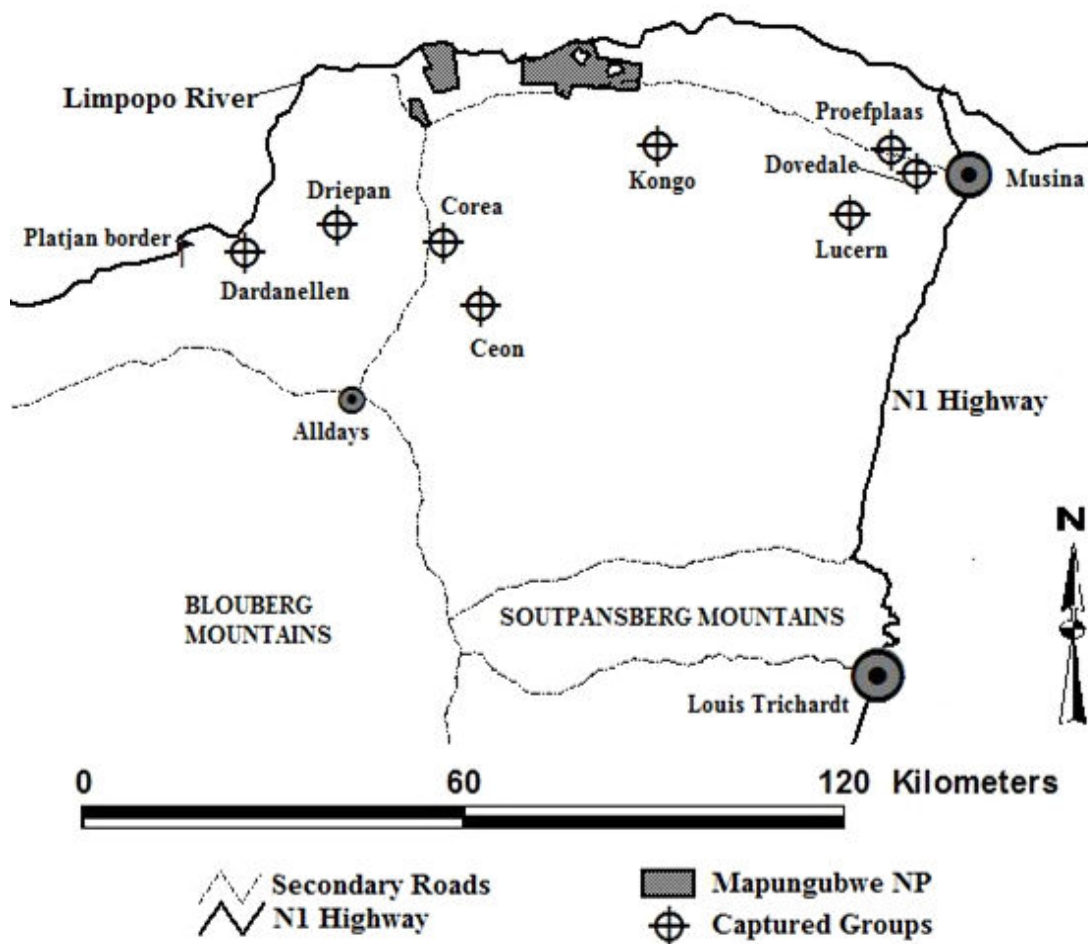 Limpopo River
Proefplaas
Dovedale
Musina
Kongo
Driepan
Corea
Lucern
Platjan border
Dardanellen
Ceon
N1 Highway
Alldays
N
BLOUBERG
MOUNTAINS
SOUTPANSBERG MOUNTAINS
Louis Trichardt
0 60 120 Kilometers
Secondary Roads
N1 Highway
Mapungubwe NP
Captured Groups